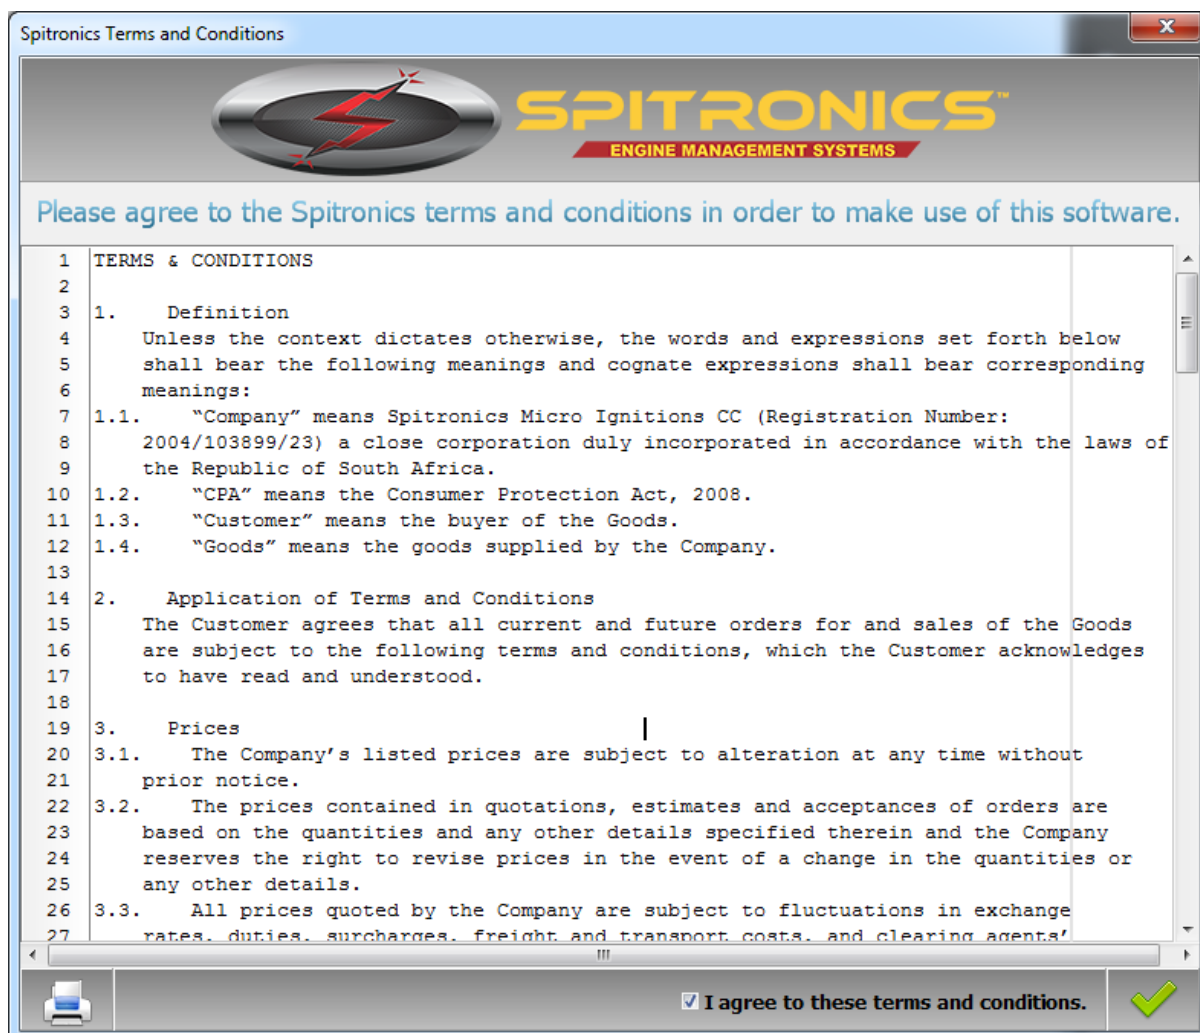 Spitronics Terms and Conditions
SPITRONICS™
ENGINE MANAGEMENT SYSTEMS
Please agree to the Spitronics terms and conditions in order to make use of this software.
1 TERMS & CONDITIONS
2
3 1. Definition
4 Unless the context dictates otherwise, the words and expressions set forth below
5 shall bear the following meanings and cognate expressions shall bear corresponding
6 meanings:
7 1.1. “Company” means Spitronics Micro Ignitions CC (Registration Number:
8 2004/103899/23) a close corporation duly incorporated in accordance with the laws of
9 the Republic of South Africa.
10 1.2. “CPA” means the Consumer Protection Act, 2008.
11 1.3. “Customer” means the buyer of the Goods.
12 1.4. “Goods” means the goods supplied by the Company.
13
14 2. Application of Terms and Conditions
15 The Customer agrees that all current and future orders for and sales of the Goods
16 are subject to the following terms and conditions, which the Customer acknowledges
17 to have read and understood.
18
19 3. Prices
20 3.1. The Company’s listed prices are subject to alteration at any time without
21 prior notice.
22 3.2. The prices contained in quotations, estimates and acceptances of orders are
23 based on the quantities and any other details specified therein and the Company
24 reserves the right to revise prices in the event of a change in the quantities or
25 any other details.
26 3.3. All prices quoted by the Company are subject to fluctuations in exchange
27 rates, duties, surcharges, freight and transport costs, and clearing agents’
I agree to these terms and conditions.